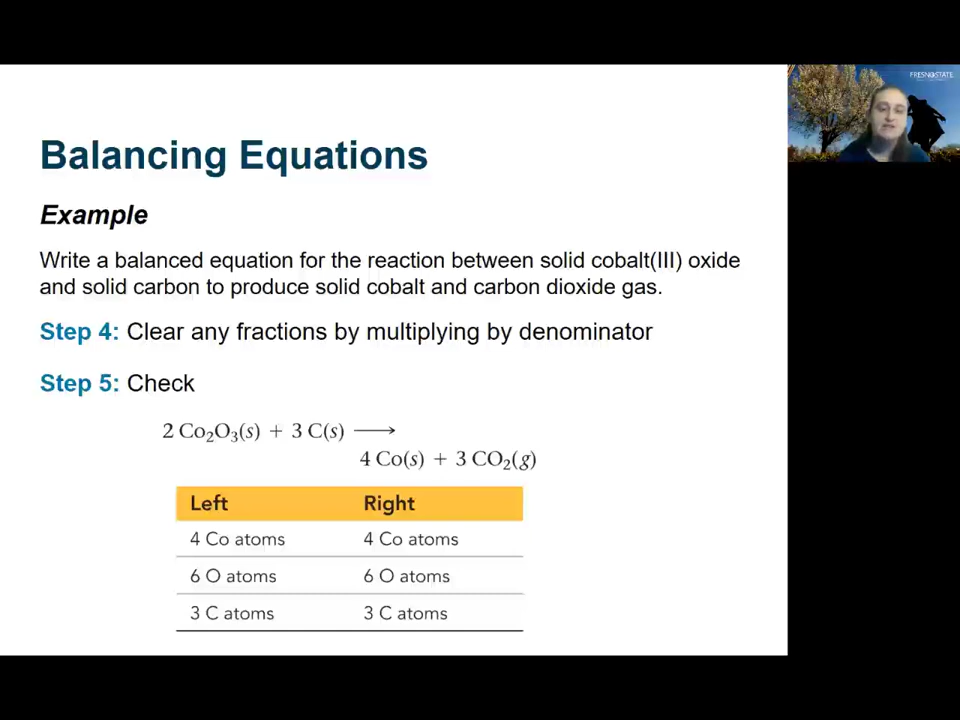 FRESNO STATE
Balancing Equations
Example
Write a balanced equation for the reaction between solid cobalt(III) oxide
and solid carbon to produce solid cobalt and carbon dioxide gas.
Step 4: Clear any fractions by multiplying by denominator
Step 5: Check
2 Co₂O₃(s) + 3 C(s) ⟶
4 Co(s) + 3 CO₂(g)
Left Right
4 Co atoms 4 Co atoms
6 O atoms 6 O atoms
3 C atoms 3 C atoms